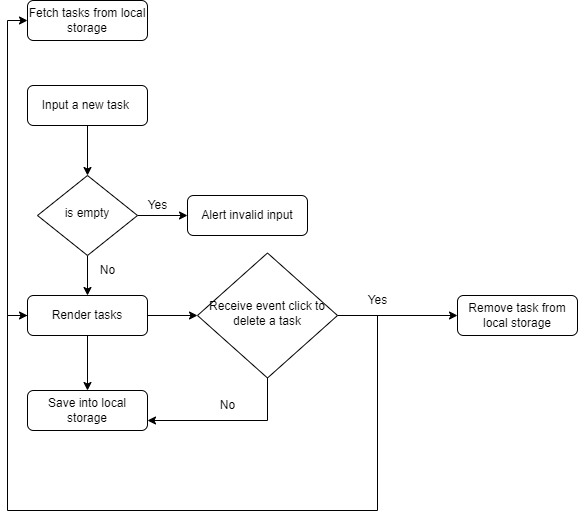 Fetch tasks from local
storage
Input a new task
is empty
Yes
Alert invalid input
No
Render tasks
Receive event click to
delete a task
Yes
Remove task from
local storage
Save into local
storage
No